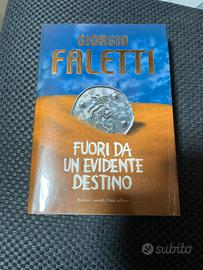 GIORGIO
FALETTI
FUORI DA
UN EVIDENTE
DESTINO
Baldini Castoldi Dalai editore
subito